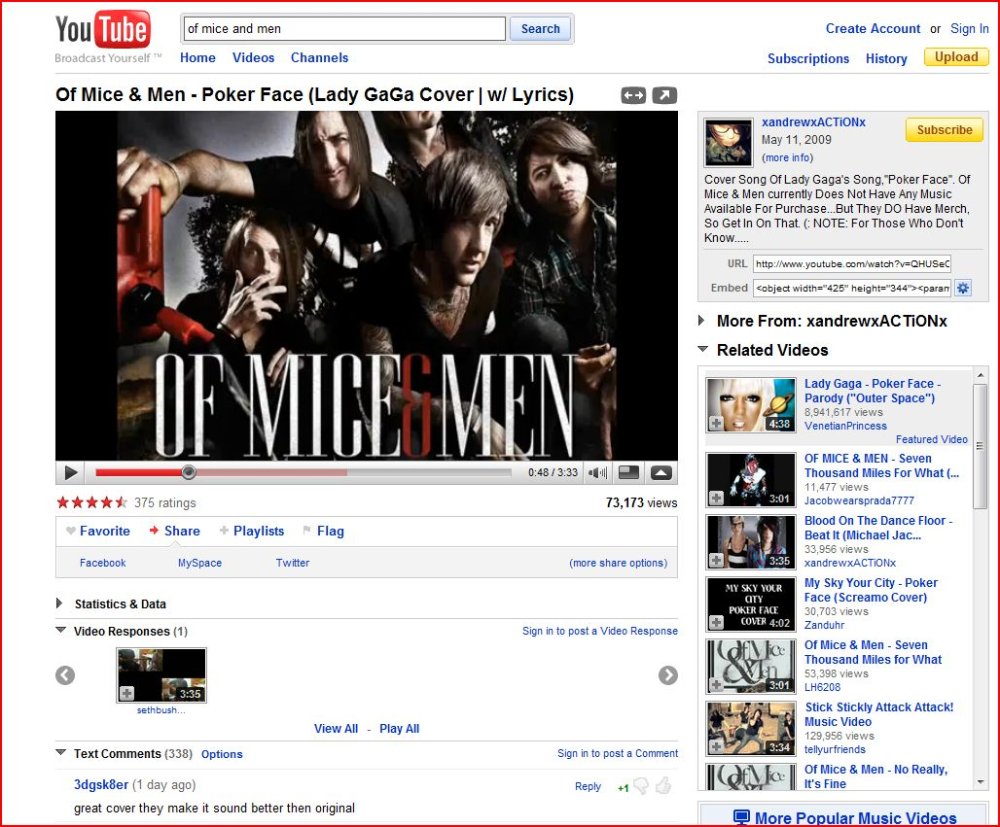 YouTube
Broadcast Yourself ™
of mice and men
Search
Create Account or Sign In
Home Videos Channels
Subscriptions History Upload
Of Mice & Men - Poker Face (Lady GaGa Cover | w/ Lyrics)
OF MICE & MEN
0:48 / 3:33
375 ratings
73,173 views
Favorite Share Playlists Flag
Facebook MySpace Twitter (more share options)
Statistics & Data
Video Responses (1)
Sign in to post a Video Response
3:35
sethbush...
View All - Play All
Text Comments (338) Options
Sign in to post a Comment
3dgsk8er (1 day ago)
Reply +1
great cover they make it sound better then original
xandrewxACTiONx
May 11, 2009
(more info)
Subscribe
Cover Song Of Lady Gaga's Song,"Poker Face". Of
Mice & Men currently Does Not Have Any Music
Available For Purchase...But They DO Have Merch,
So Get In On That. (: NOTE: For Those Who Don't
Know.....
URL http://www.youtube.com/watch?v=QHUSeC
Embed <object width="425" height="344"><param
More From: xandrewxACTiONx
Related Videos
4:38
Lady Gaga - Poker Face -
Parody ("Outer Space")
8,941,617 views
VenetianPrincess
Featured Video
3:01
OF MICE & MEN - Seven
Thousand Miles For What (...
11,477 views
Jacobwearsprada7777
3:35
Blood On The Dance Floor -
Beat It (Michael Jac...
33,956 views
xandrewxACTiONx
MY SKY YOUR
CITY
POKER FACE
COVER 4:02
My Sky Your City - Poker
Face (Screamo Cover)
30,703 views
Zanduhr
Of Mice
& Men
3:01
Of Mice & Men - Seven
Thousand Miles for What
53,398 views
LH6208
3:34
Stick Stickly Attack Attack!
Music Video
129,956 views
tellyurfriends
Of Mice
Of Mice & Men - No Really,
It's Fine
More Popular Music Videos